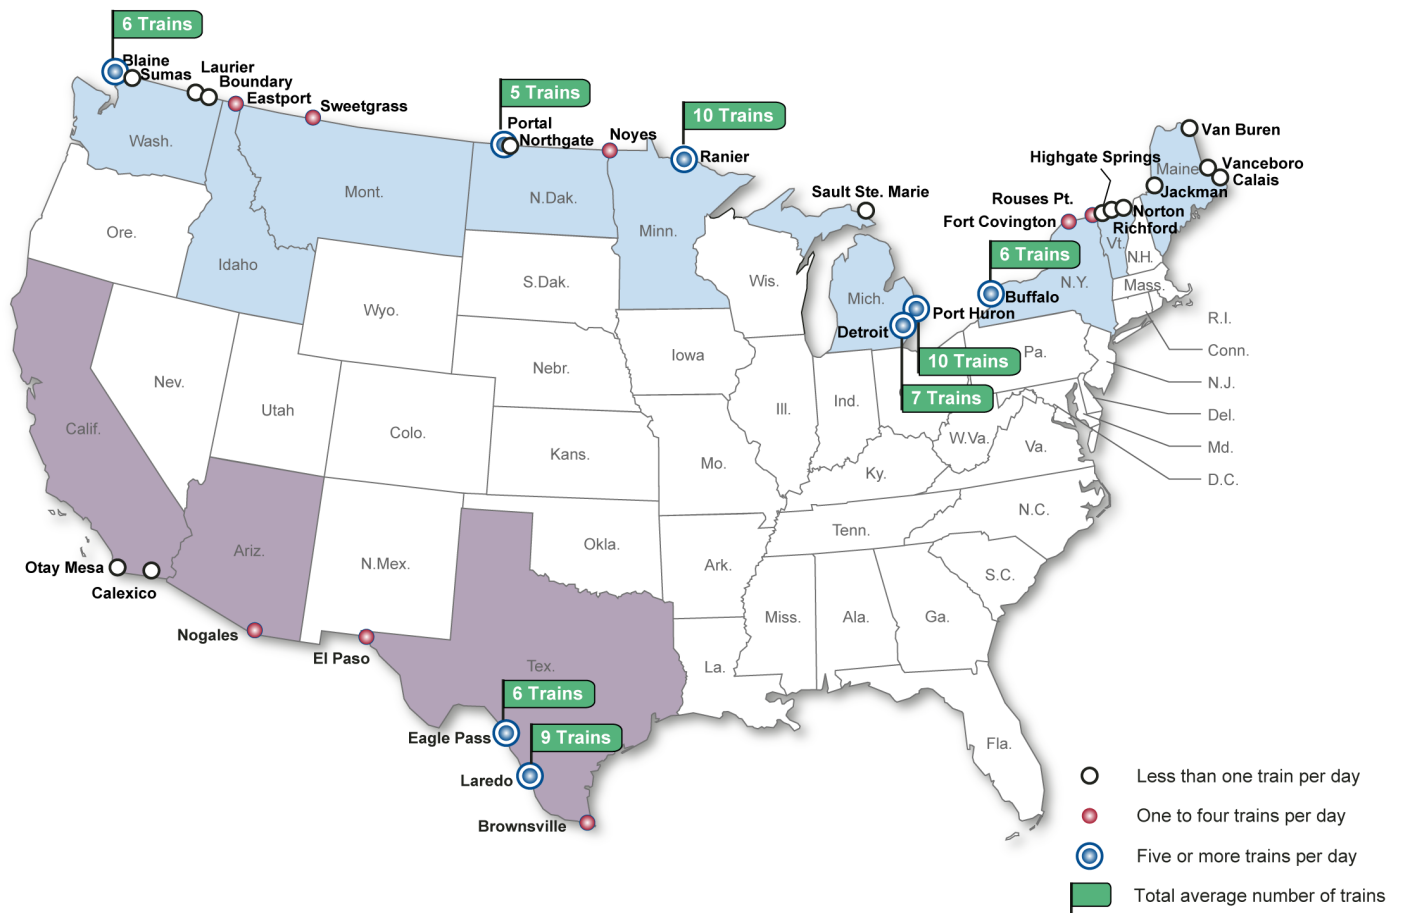 6 Trains
Blaine
Sumas
Laurier
Boundary
Eastport
Sweetgrass
5 Trains
Portal
Northgate
Noyes
10 Trains
Ranier
Sault Ste. Marie
Highgate Springs
Rouses Pt.
Fort Covington
Van Buren
Vanceboro
Calais
Jackman
Norton
Richford
6 Trains
Buffalo
Port Huron
Detroit
10 Trains
7 Trains
Wash.
Mont.
N.Dak.
Minn.
Maine
Ore.
Idaho
S.Dak.
Wis.
Mich.
N.Y.
Vt.
N.H.
Mass.
Wyo.
R.I.
Conn.
N.J.
Del.
Md.
D.C.
Nev.
Utah
Nebr.
Iowa
Pa.
Calif.
Colo.
Kans.
Mo.
Ill.
Ind.
Ky.
W.Va.
Va.
Ariz.
N.Mex.
Okla.
Ark.
Tenn.
N.C.
S.C.
Tex.
La.
Miss.
Ala.
Ga.
Fla.
Otay Mesa
Calexico
Nogales
El Paso
6 Trains
Eagle Pass
9 Trains
Laredo
Brownsville
Less than one train per day
One to four trains per day
Five or more trains per day
Total average number of trains